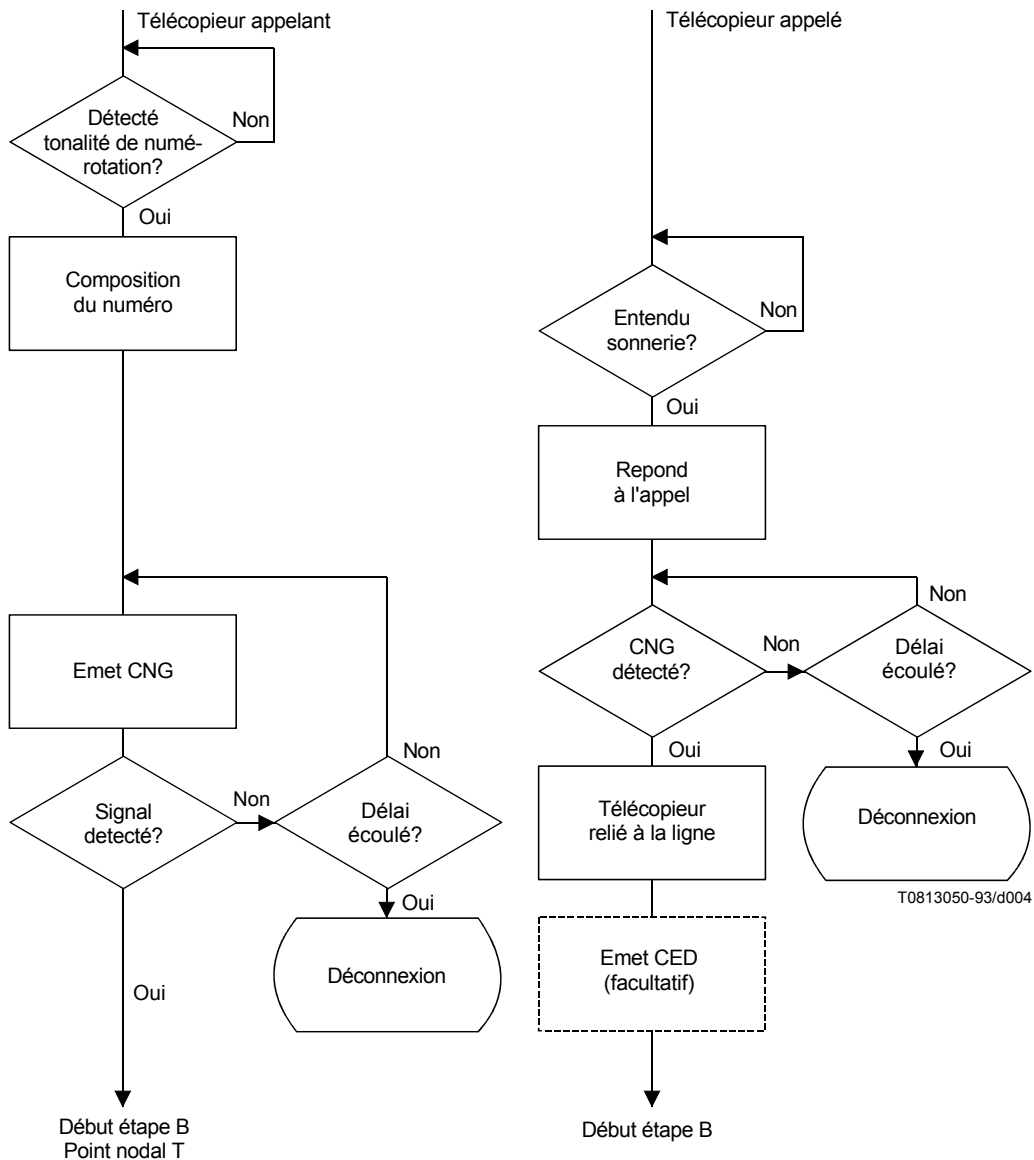 Télécopieur appelant
Détecté
tonalité de numé-
rotation?
Non
Oui
Composition
du numéro
Emet CNG
Signal
detecté?
Non
Délai
écoulé?
Non
Oui
Déconnexion
Oui
Début étape B
Point nodal T
Télécopieur appelé
Entendu
sonnerie?
Non
Oui
Repond
à l'appel
CNG
détecté?
Non
Délai
écoulé?
Non
Oui
Déconnexion
Oui
Télécopieur
relié à la ligne
Emet CED
(facultatif)
Début étape B
T0813050-93/d004